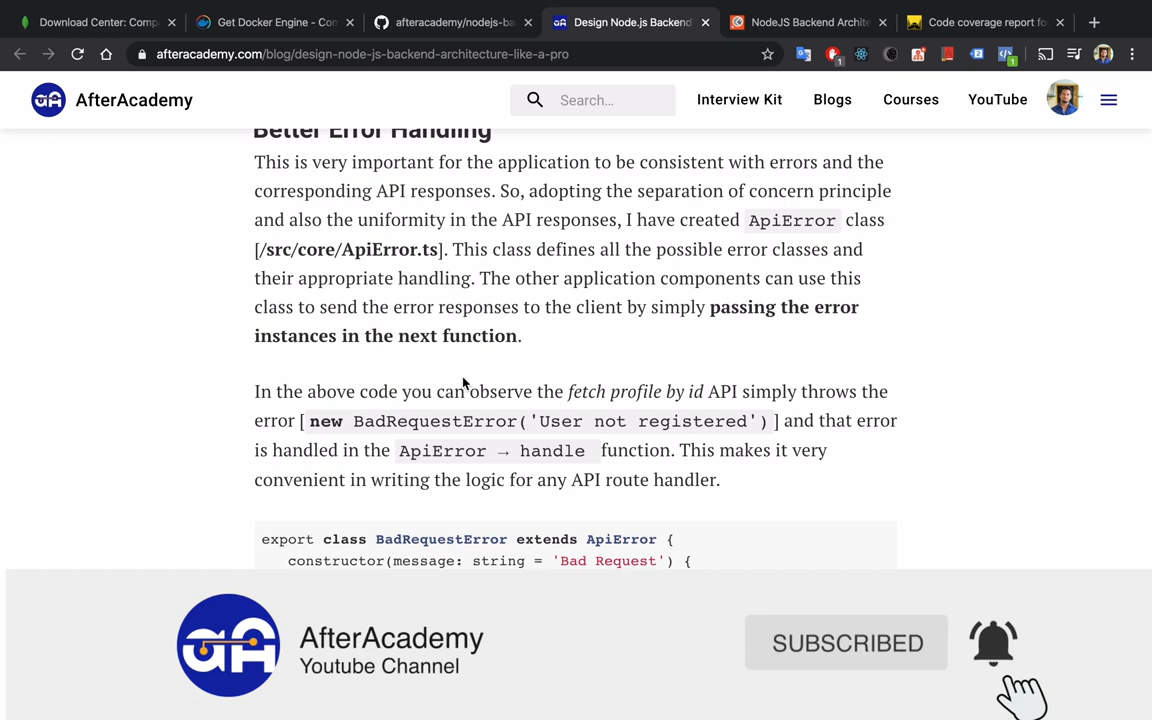 Download Center: Comp
Get Docker Engine - Con
afteracademy/nodejs-ba
Design Node.js Backend
NodeJS Backend Archite
Code coverage report fo
afteracademy.com/blog/design-node-js-backend-architecture-like-a-pro
1
1
AfterAcademy
Search...
Interview Kit
Blogs
Courses
YouTube
Better Error Handling
This is very important for the application to be consistent with errors and the
corresponding API responses. So, adopting the separation of concern principle
and also the uniformity in the API responses, I have created ApiError class
[/src/core/ApiError.ts]. This class defines all the possible error classes and
their appropriate handling. The other application components can use this
class to send the error responses to the client by simply passing the error
instances in the next function.
In the above code you can observe the fetch profile by id API simply throws the
error [ new BadRequestError('User not registered') ] and that error
is handled in the ApiError → handle function. This makes it very
convenient in writing the logic for any API route handler.
export class BadRequestError extends ApiError {
constructor(message: string = 'Bad Request') {
AfterAcademy
Youtube Channel
SUBSCRIBED